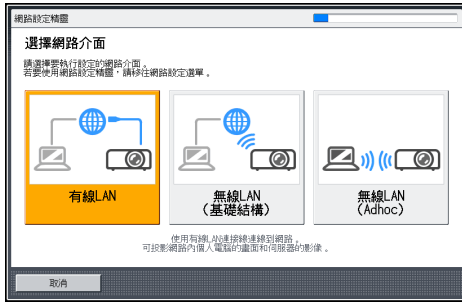 網路設定精靈
選擇網路介面
請選擇要執行設定的網路介面。
若要使用網路設定精靈,請移往網路設定選單。
有線LAN
無線LAN
(基礎結構)
無線LAN
(Adhoc)
使用有線LAN連接線連線到網路。
可投影網路內個人電腦的畫面和伺服器的影像。
取消